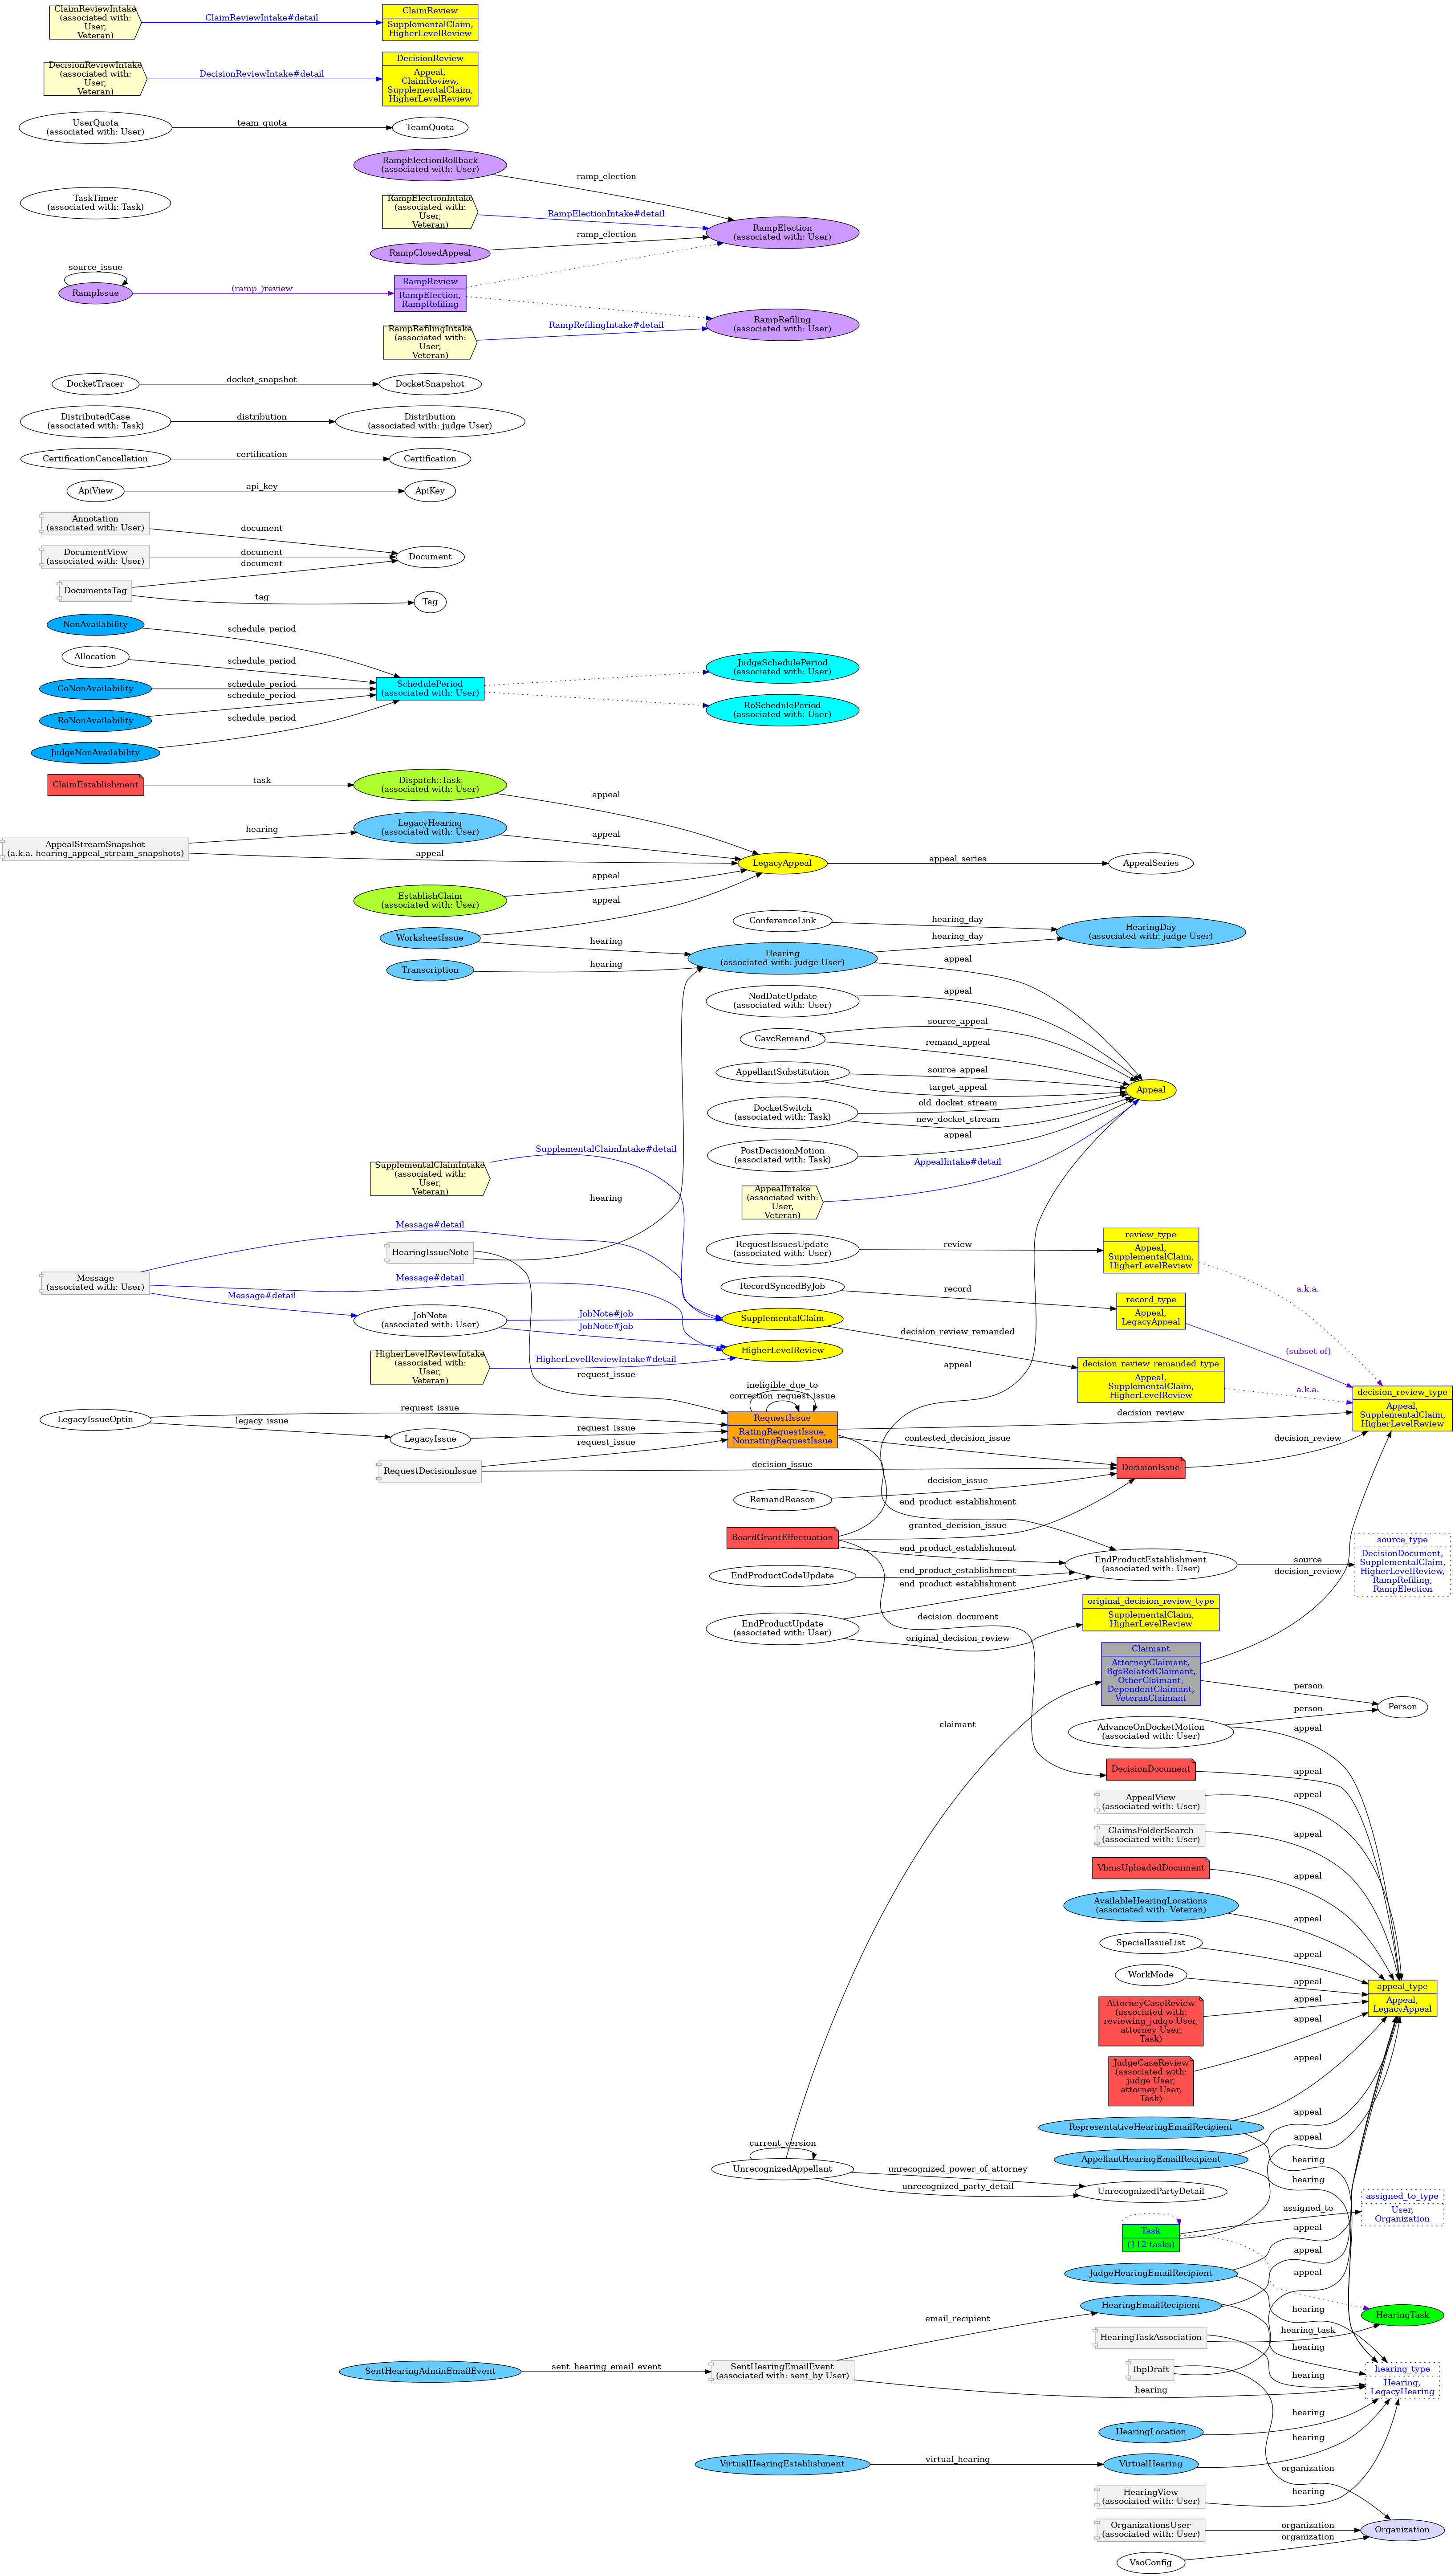 ClaimReviewIntake
(associated with:
User,
Veteran)
ClaimReviewIntake#detail
ClaimReview
SupplementalClaim,
HigherLevelReview
DecisionReviewIntake
(associated with:
User,
Veteran)
DecisionReviewIntake#detail
DecisionReview
Appeal,
ClaimReview,
SupplementalClaim,
HigherLevelReview
UserQuota
(associated with: User)
team_quota
TeamQuota
RampElectionRollback
(associated with: User)
ramp_election
TaskTimer
(associated with: Task)
RampElectionIntake
(associated with:
User,
Veteran)
RampElectionIntake#detail
RampElection
(associated with: User)
RampClosedAppeal
ramp_election
source_issue
RampIssue
(ramp_)review
RampReview
RampElection,
RampRefiling
RampRefilingIntake
(associated with:
User,
Veteran)
RampRefilingIntake#detail
RampRefiling
(associated with: User)
DocketTracer
docket_snapshot
DocketSnapshot
DistributedCase
(associated with: Task)
distribution
Distribution
(associated with: judge User)
CertificationCancellation
certification
Certification
ApiView
api_key
ApiKey
Annotation
(associated with: User)
document
DocumentView
(associated with: User)
document
Document
DocumentsTag
document
tag
Tag
NonAvailability
schedule_period
Allocation
schedule_period
CoNonAvailability
schedule_period
RoNonAvailability
schedule_period
JudgeNonAvailability
schedule_period
SchedulePeriod
(associated with: User)
JudgeSchedulePeriod
(associated with: User)
RoSchedulePeriod
(associated with: User)
ClaimEstablishment
task
Dispatch::Task
(associated with: User)
appeal
AppealStreamSnapshot
(a.k.a. hearing_appeal_stream_snapshots)
hearing
appeal
LegacyHearing
(associated with: User)
appeal
LegacyAppeal
appeal_series
AppealSeries
EstablishClaim
(associated with: User)
appeal
WorksheetIssue
appeal
hearing
Transcription
hearing
ConferenceLink
hearing_day
HearingDay
(associated with: judge User)
Hearing
(associated with: judge User)
hearing_day
appeal
NodDateUpdate
(associated with: User)
appeal
CavcRemand
source_appeal
remand_appeal
AppellantSubstitution
source_appeal
target_appeal
Appeal
DocketSwitch
(associated with: Task)
old_docket_stream
new_docket_stream
PostDecisionMotion
(associated with: Task)
appeal
AppealIntake
(associated with:
User,
Veteran)
AppealIntake#detail
SupplementalClaimIntake
(associated with:
User,
Veteran)
SupplementalClaimIntake#detail
hearing
Message
(associated with: User)
Message#detail
Message#detail
Message#detail
HearingIssueNote
request_issue
JobNote
(associated with: User)
JobNote#job
JobNote#job
HigherLevelReviewIntake
(associated with:
User,
Veteran)
HigherLevelReviewIntake#detail
SupplementalClaim
HigherLevelReview
RequestIssuesUpdate
(associated with: User)
review
review_type
Appeal,
SupplementalClaim,
HigherLevelReview
a.k.a.
RecordSyncedByJob
record
record_type
Appeal,
LegacyAppeal
(subset of)
decision_review_remanded
decision_review_remanded_type
Appeal,
SupplementalClaim,
HigherLevelReview
a.k.a.
decision_review_type
Appeal,
SupplementalClaim,
HigherLevelReview
LegacyIssueOptin
request_issue
legacy_issue
LegacyIssue
request_issue
RequestDecisionIssue
request_issue
decision_issue
ineligible_due_to
correction_request_issue
RequestIssue
RatingRequestIssue,
NonratingRequestIssue
appeal
decision_review
contested_decision_issue
end_product_establishment
DecisionIssue
decision_review
RemandReason
decision_issue
BoardGrantEffectuation
granted_decision_issue
end_product_establishment
decision_document
EndProductCodeUpdate
end_product_establishment
EndProductEstablishment
(associated with: User)
source
source_type
DecisionDocument,
SupplementalClaim,
HigherLevelReview,
RampRefiling,
RampElection
EndProductUpdate
(associated with: User)
end_product_establishment
original_decision_review
original_decision_review_type
SupplementalClaim,
HigherLevelReview
decision_review
Claimant
AttorneyClaimant,
BgsRelatedClaimant,
OtherClaimant,
DependentClaimant,
VeteranClaimant
person
Person
claimant
AdvanceOnDocketMotion
(associated with: User)
person
appeal
DecisionDocument
appeal
AppealView
(associated with: User)
appeal
ClaimsFolderSearch
(associated with: User)
appeal
VbmsUploadedDocument
appeal
AvailableHearingLocations
(associated with: Veteran)
appeal
SpecialIssueList
appeal
WorkMode
appeal
appeal_type
Appeal,
LegacyAppeal
AttorneyCaseReview
(associated with:
reviewing_judge User,
attorney User,
Task)
appeal
JudgeCaseReview
(associated with:
judge User,
attorney User,
Task)
appeal
RepresentativeHearingEmailRecipient
appeal
hearing
AppellantHearingEmailRecipient
appeal
hearing
current_version
UnrecognizedAppellant
unrecognized_power_of_attorney
unrecognized_party_detail
UnrecognizedPartyDetail
Task
(112 tasks)
appeal
assigned_to
assigned_to_type
User,
Organization
JudgeHearingEmailRecipient
appeal
hearing
HearingEmailRecipient
appeal
hearing
HearingTask
HearingTaskAssociation
hearing_task
hearing
IhpDraft
appeal
organization
SentHearingAdminEmailEvent
sent_hearing_email_event
SentHearingEmailEvent
(associated with: sent_by User)
email_recipient
hearing
hearing_type
Hearing,
LegacyHearing
HearingLocation
hearing
VirtualHearingEstablishment
virtual_hearing
VirtualHearing
hearing
HearingView
(associated with: User)
hearing
OrganizationsUser
(associated with: User)
organization
Organization
VsoConfig
organization